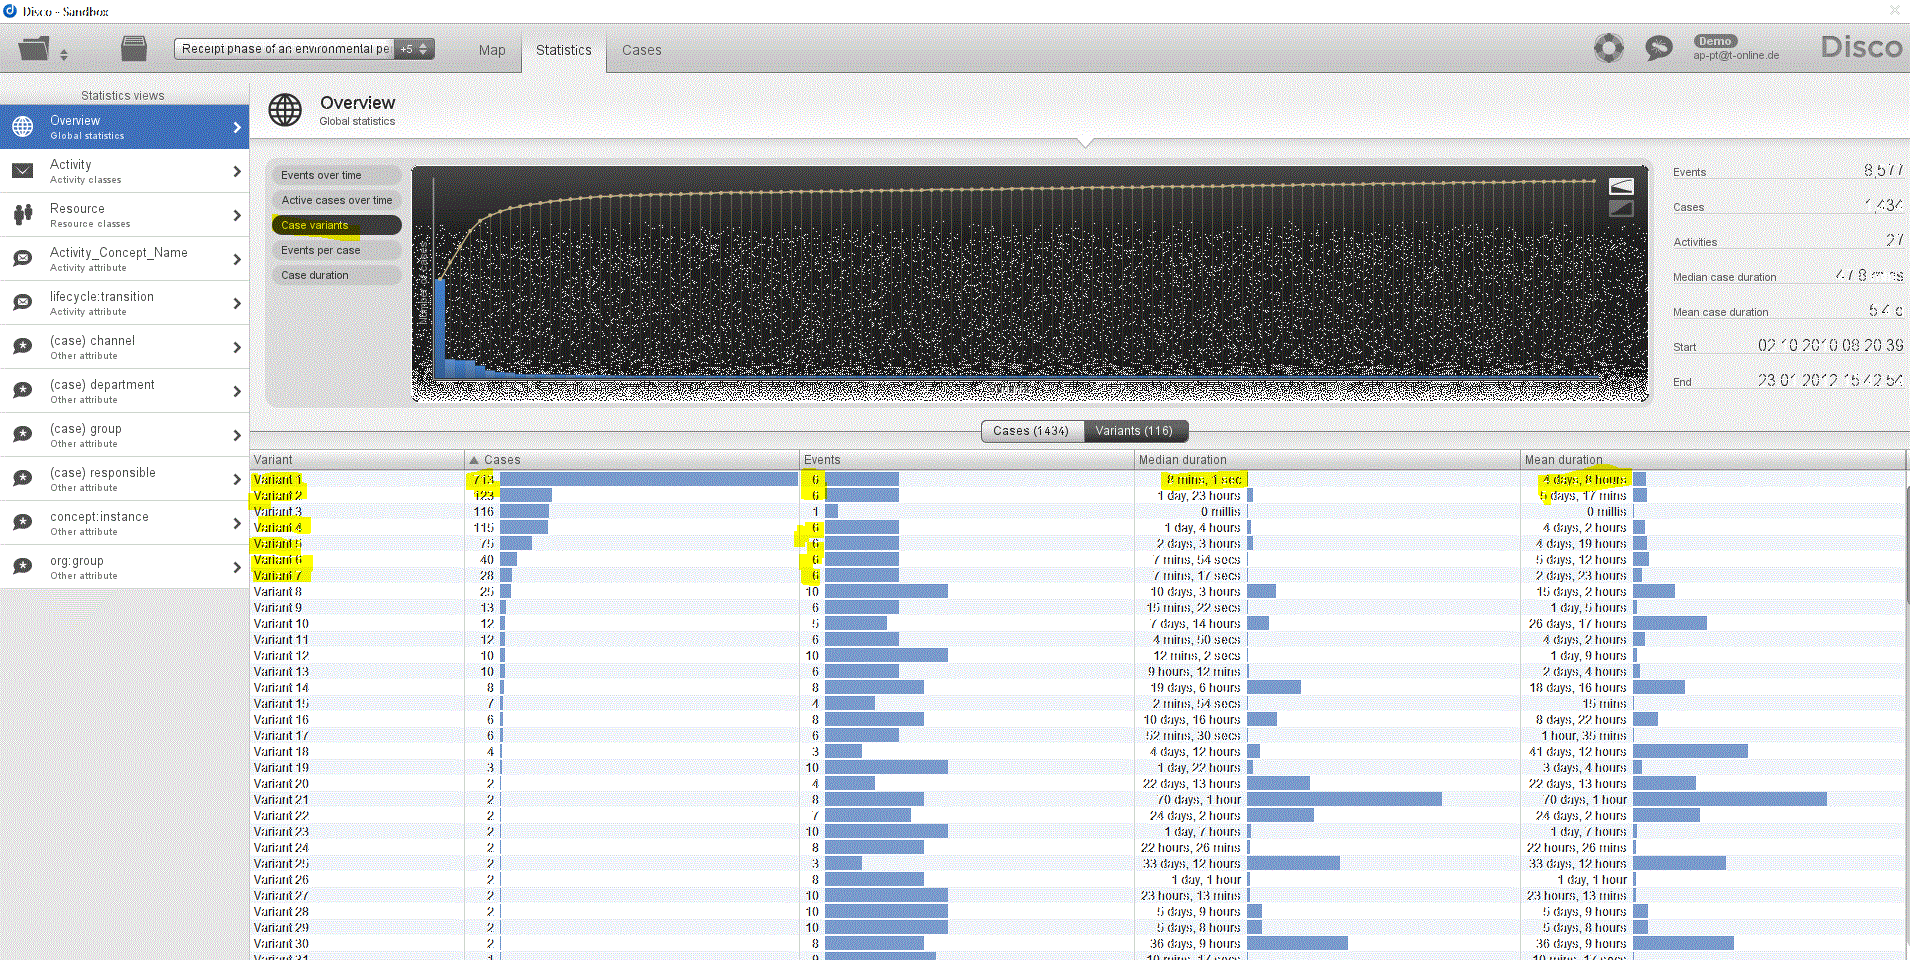 Disco - Sandbox
Receipt phase of an environmental pe +5
Map
Statistics
Cases
Demo
ap-pt@t-online.de
Disco
Statistics views
Overview
Global statistics
Activity
Activity classes
Resource
Resource classes
Activity_Concept_Name
Activity attribute
lifecycle:transition
Activity attribute
(case) channel
Other attribute
(case) department
Other attribute
(case) group
Other attribute
(case) responsible
Other attribute
concept:instance
Other attribute
org:group
Other attribute
Overview
Global statistics
Events over time
Active cases over time
Case variants
Events per case
Case duration
Events 8,577
Cases 1,434
Activities 27
Median case duration 47.8 mins
Mean case duration 5.4 d
Start 02.10.2010 08:20:39
End 23.01.2012 15:42:54
Cases (1434) Variants (116)
Variant Cases Events Median duration Mean duration
Variant 1 713 6 8 mins, 1 sec 4 days, 8 hours
Variant 2 123 6 1 day, 23 hours 5 days, 17 mins
Variant 3 116 1 0 millis 0 millis
Variant 4 115 6 1 day, 4 hours 4 days, 2 hours
Variant 5 75 6 2 days, 3 hours 4 days, 19 hours
Variant 6 40 6 7 mins, 54 secs 5 days, 12 hours
Variant 7 28 6 7 mins, 17 secs 2 days, 23 hours
Variant 8 25 10 10 days, 3 hours 15 days, 2 hours
Variant 9 13 6 15 mins, 22 secs 1 day, 5 hours
Variant 10 12 5 7 days, 14 hours 26 days, 17 hours
Variant 11 12 6 4 mins, 50 secs 4 days, 2 hours
Variant 12 10 10 12 mins, 2 secs 1 day, 9 hours
Variant 13 10 6 9 hours, 12 mins 2 days, 4 hours
Variant 14 8 8 19 days, 6 hours 18 days, 16 hours
Variant 15 7 4 2 mins, 54 secs 15 mins
Variant 16 6 8 10 days, 16 hours 8 days, 22 hours
Variant 17 6 6 52 mins, 30 secs 1 hour, 35 mins
Variant 18 4 3 4 days, 12 hours 41 days, 12 hours
Variant 19 3 10 1 day, 22 hours 3 days, 4 hours
Variant 20 2 4 22 days, 13 hours 22 days, 13 hours
Variant 21 2 8 70 days, 1 hour 70 days, 1 hour
Variant 22 2 7 24 days, 2 hours 24 days, 2 hours
Variant 23 2 10 1 day, 7 hours 1 day, 7 hours
Variant 24 2 8 22 hours, 26 mins 22 hours, 26 mins
Variant 25 2 3 33 days, 12 hours 33 days, 12 hours
Variant 26 2 8 1 day, 1 hour 1 day, 1 hour
Variant 27 2 10 23 hours, 13 mins 23 hours, 13 mins
Variant 28 2 10 5 days, 9 hours 5 days, 9 hours
Variant 29 2 10 5 days, 8 hours 5 days, 8 hours
Variant 30 2 8 36 days, 9 hours 36 days, 9 hours
Variant 31 1 9 10 mins, 17 secs 10 mins, 17 secs